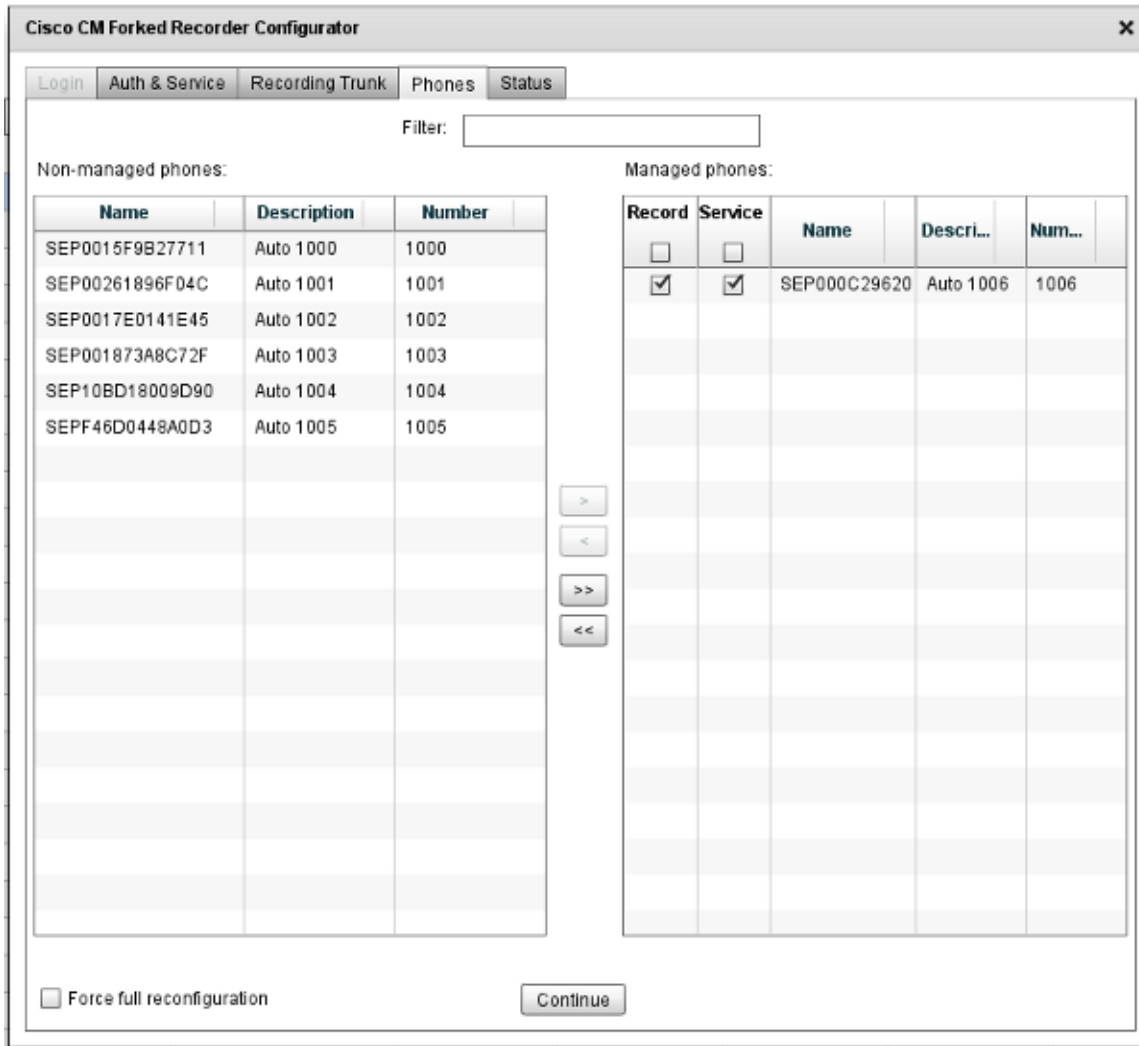 Cisco CM Forked Recorder Configurator
Login Auth & Service Recording Trunk Phones Status
Filter:
Non-managed phones:
Name Description Number
SEP0015F9B27711 Auto 1000 1000
SEP00261896F04C Auto 1001 1001
SEP0017E0141E45 Auto 1002 1002
SEP001873A8C72F Auto 1003 1003
SEP10BD18009D90 Auto 1004 1004
SEPF46D0448A0D3 Auto 1005 1005
>
<
>>
<<
Managed phones:
Record Service Name Descri... Num...
SEP000C29620 Auto 1006 1006
Force full reconfiguration
Continue